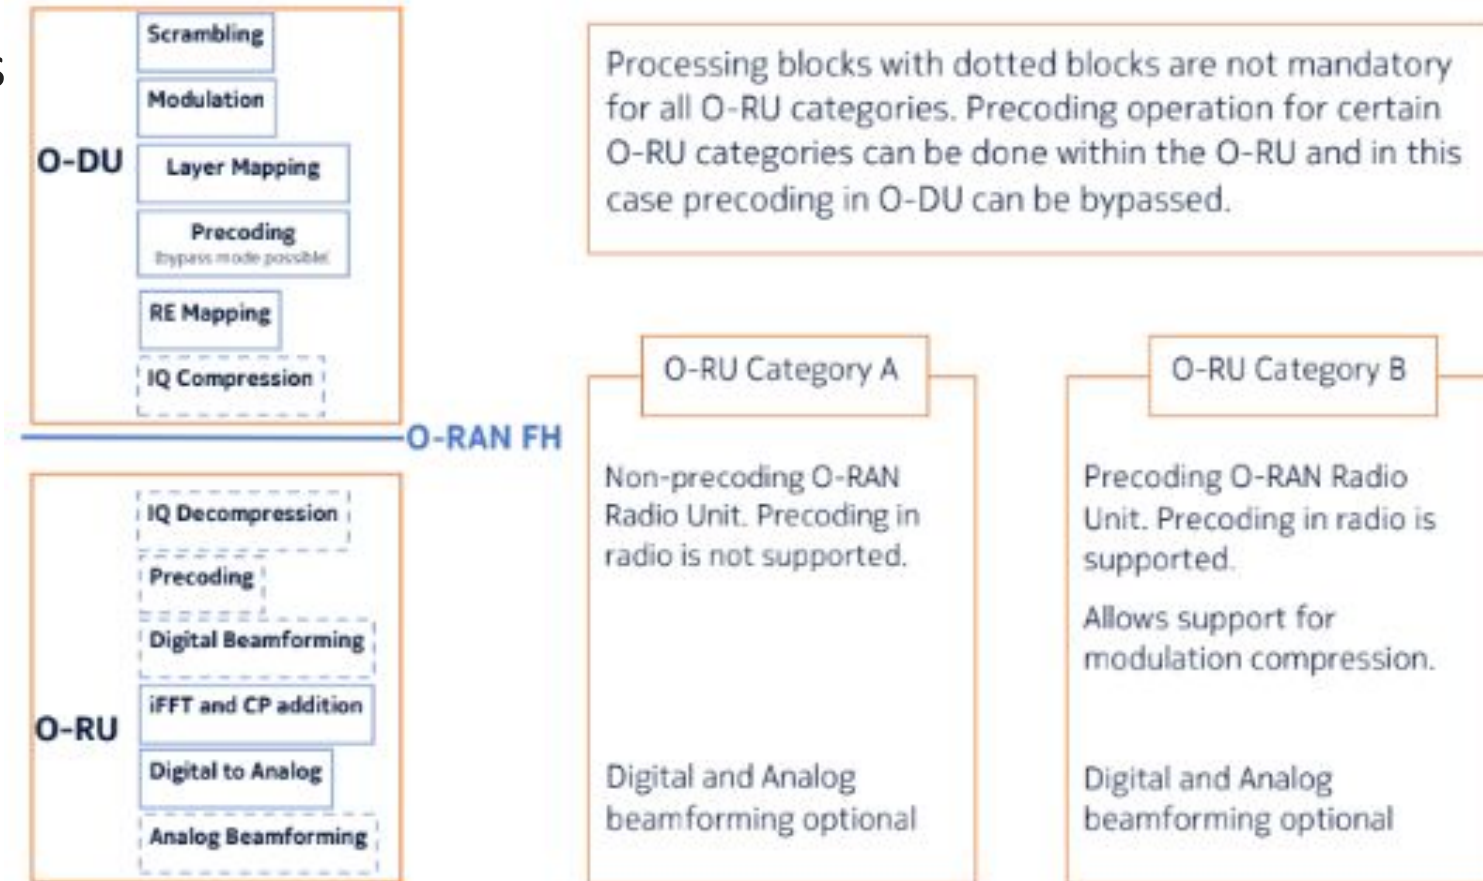 s
Scrambling
Modulation
O-DU
Layer Mapping
Precoding
(bypass mode possible)
RE Mapping
IQ Compression
O-RAN FH
IQ Decompression
Precoding
Digital Beamforming
iFFT and CP addition
O-RU
Digital to Analog
Analog Beamforming
Processing blocks with dotted blocks are not mandatory
for all O-RU categories. Precoding operation for certain
O-RU categories can be done within the O-RU and in this
case precoding in O-DU can be bypassed.
O-RU Category A
Non-precoding O-RAN
Radio Unit. Precoding in
radio is not supported.
Digital and Analog
beamforming optional
O-RU Category B
Precoding O-RAN Radio
Unit. Precoding in radio is
supported.
Allows support for
modulation compression.
Digital and Analog
beamforming optional